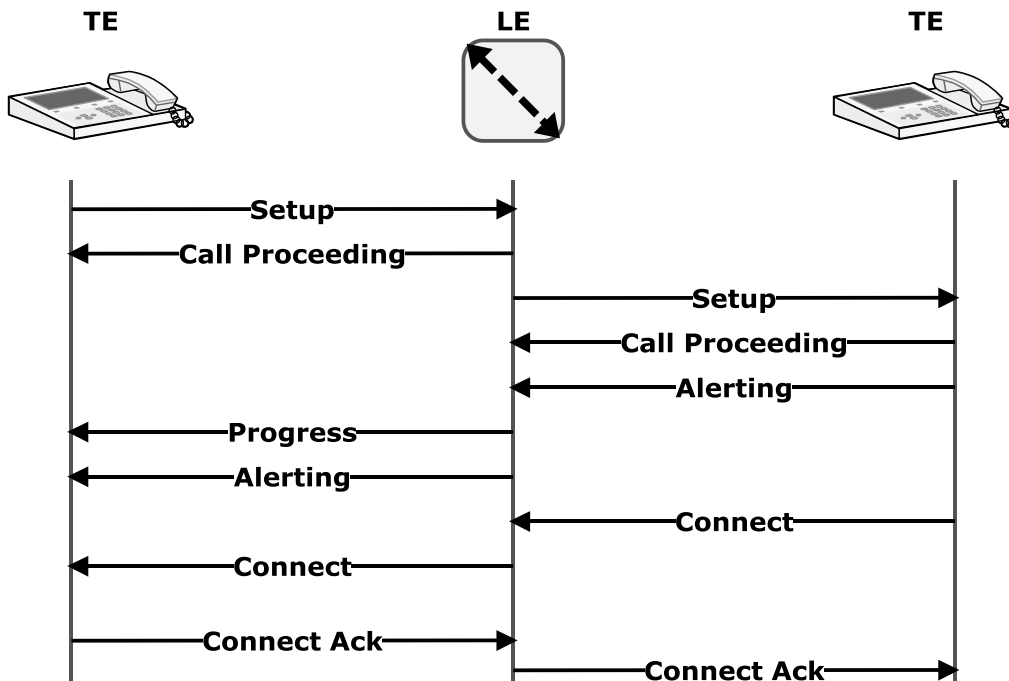 TE
LE
TE
Setup
Call Proceeding
Setup
Call Proceeding
Alerting
Progress
Alerting
Connect
Connect
Connect Ack
Connect Ack